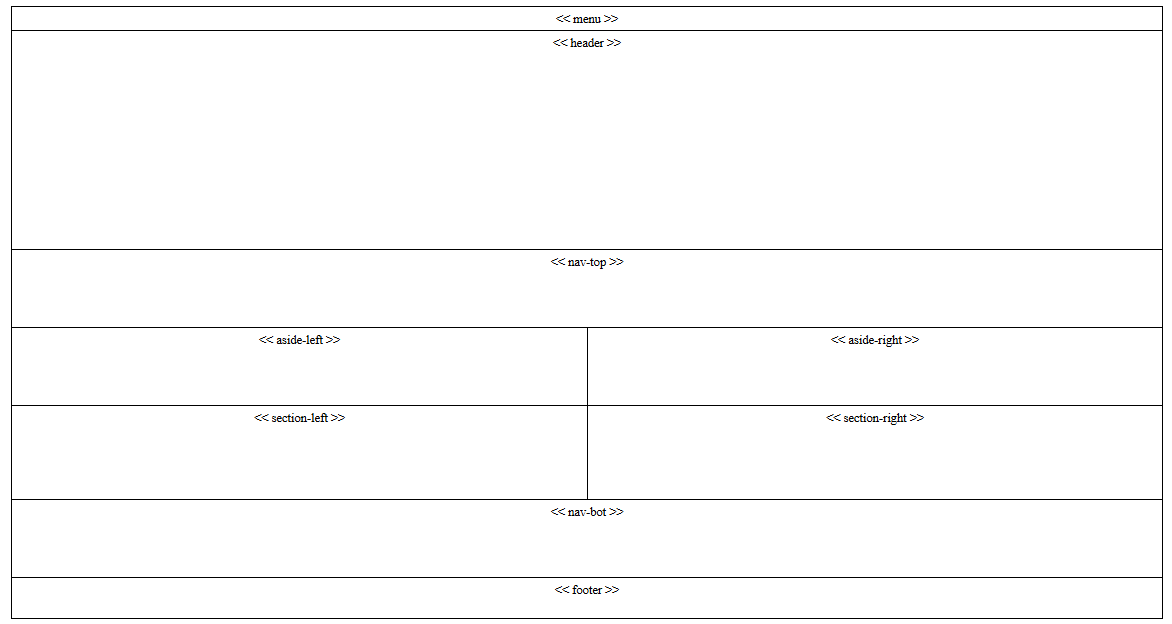 << menu >>
<< header >>
<< nav-top >>
<< aside-left >>
<< aside-right >>
<< section-left >>
<< section-right >>
<< nav-bot >>
<< footer >>